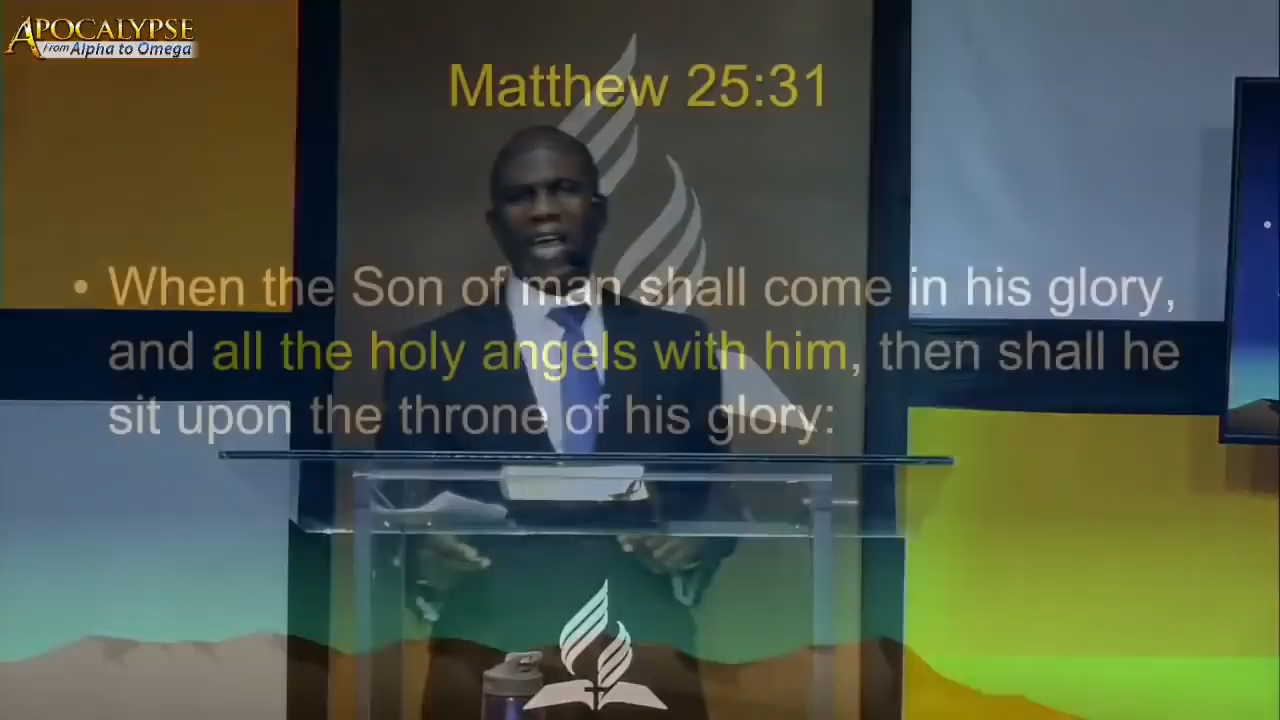 APOCALYPSE
From Alpha to Omega
Matthew 25:31
• When the Son of man shall come in his glory,
and all the holy angels with him, then shall he
sit upon the throne of his glory: